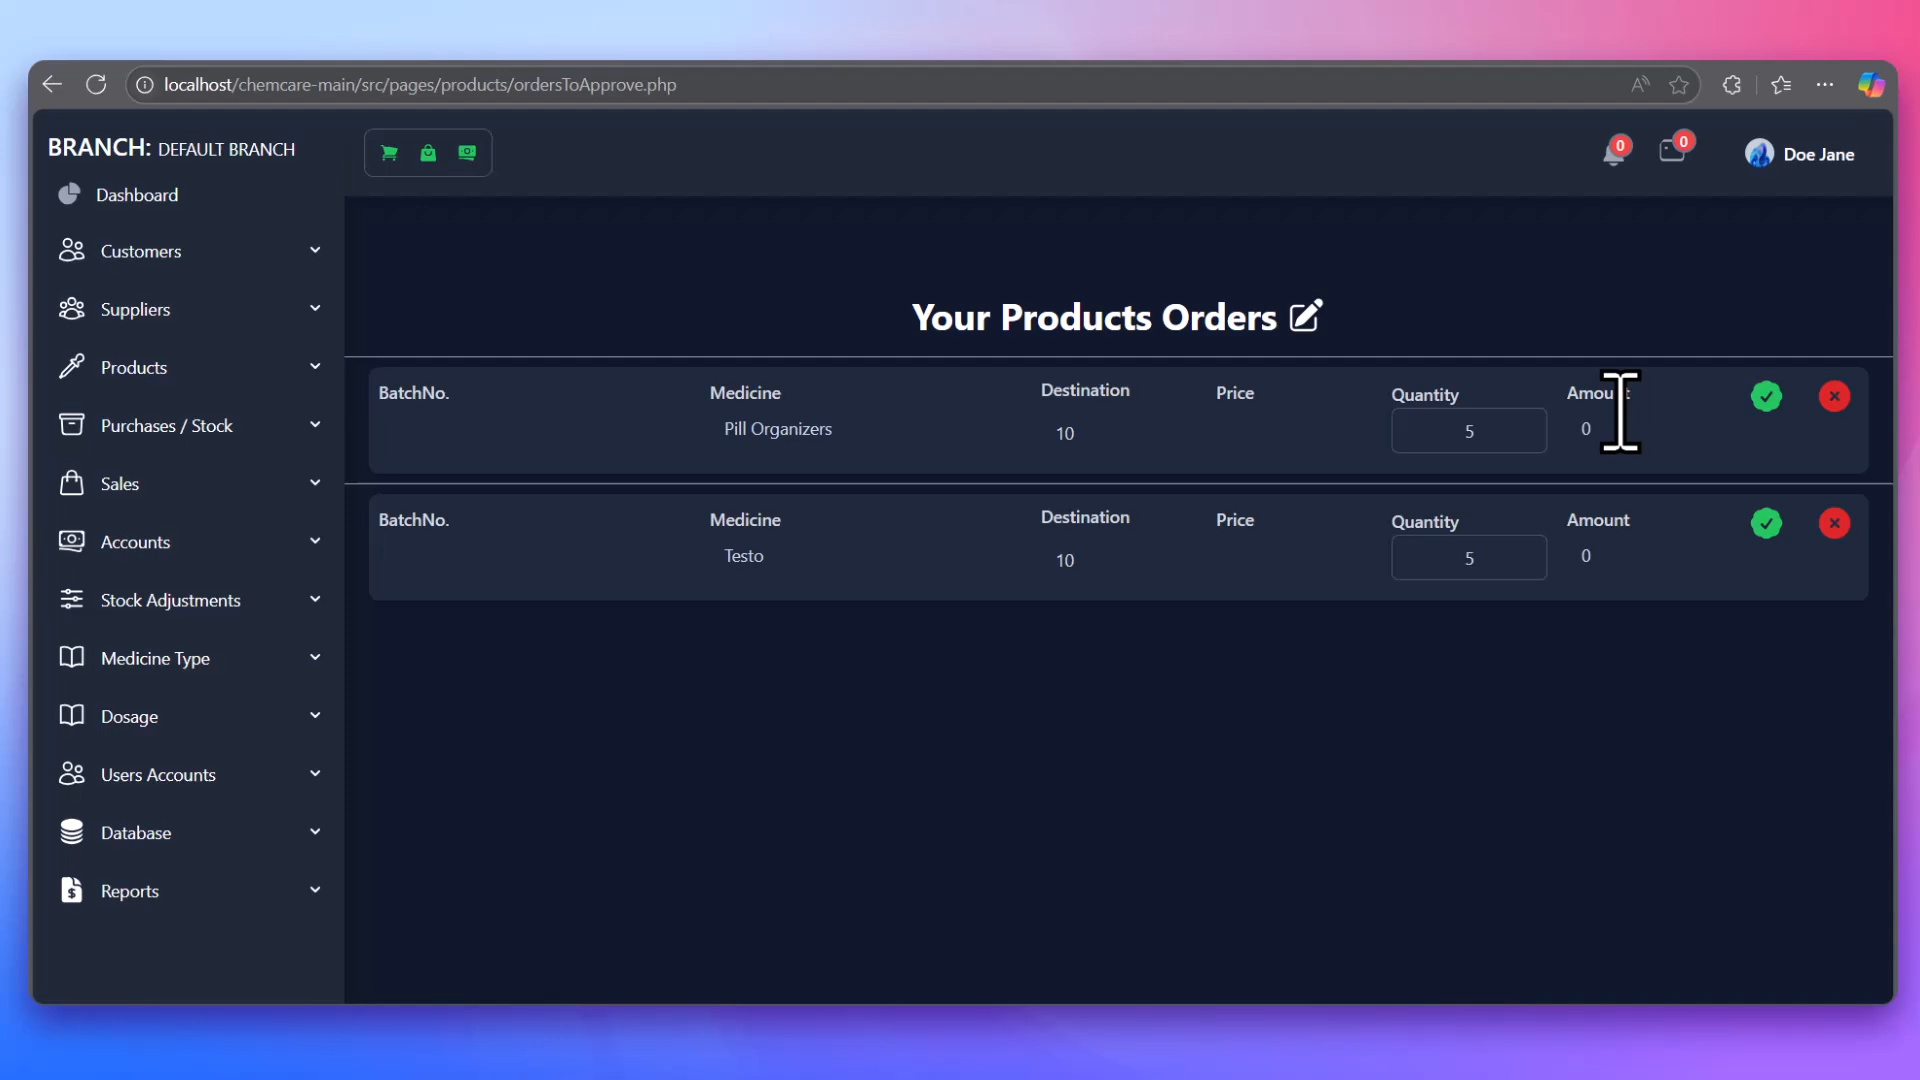 localhost/chemcare-main/src/pages/products/ordersToApprove.php
BRANCH: DEFAULT BRANCH
0
0
Doe Jane
Dashboard
Customers
Suppliers
Products
Purchases / Stock
Sales
Accounts
Stock Adjustments
Medicine Type
Dosage
Users Accounts
Database
Reports
Your Products Orders
BatchNo. Medicine Destination Price Quantity Amount
Pill Organizers 10 5 0
BatchNo. Medicine Destination Price Quantity Amount
Testo 10 5 0